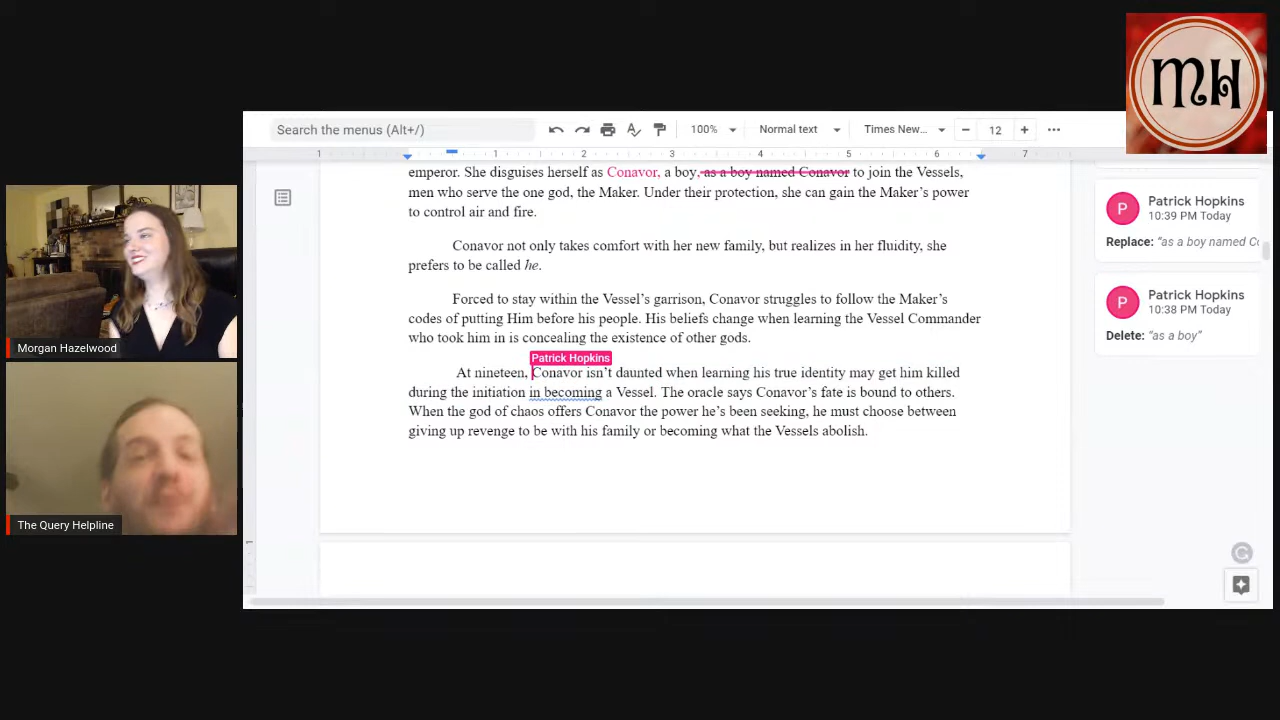 MH
Search the menus (Alt+/)
100%
Normal text
Times New...
12
1 1 2 3 4 5 6 7
emperor. She disguises herself as Conavor, a boy, as a boy named Conavor to join the Vessels,
men who serve the one god, the Maker. Under their protection, she can gain the Maker's power
to control air and fire.
Conavor not only takes comfort with her new family, but realizes in her fluidity, she
prefers to be called he.
Forced to stay within the Vessel's garrison, Conavor struggles to follow the Maker's
codes of putting Him before his people. His beliefs change when learning the Vessel Commander
who took him in is concealing the existence of other gods.
Patrick Hopkins
At nineteen, Conavor isn't daunted when learning his true identity may get him killed
during the initiation in becoming a Vessel. The oracle says Conavor's fate is bound to others.
When the god of chaos offers Conavor the power he's been seeking, he must choose between
giving up revenge to be with his family or becoming what the Vessels abolish.
P
Patrick Hopkins
10:39 PM Today
Replace: "as a boy named Co
P
Patrick Hopkins
10:38 PM Today
Delete: "as a boy"
Morgan Hazelwood
The Query Helpline
1